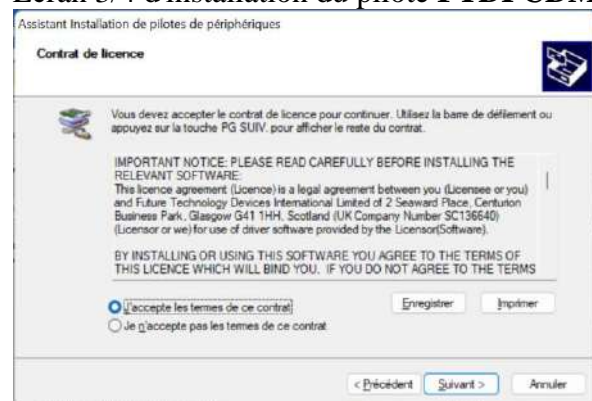 Écran 3/4 d'installation du pilote FTDI CDM
Assistant Installation de pilotes de périphériques
Contrat de licence
Vous devez accepter le contrat de licence pour continuer. Utilisez la barre de défilement ou
appuyez sur la touche PG SUIV. pour afficher le reste du contrat.
IMPORTANT NOTICE: PLEASE READ CAREFULLY BEFORE INSTALLING THE
RELEVANT SOFTWARE:
This licence agreement (Licence) is a legal agreement between you (Licensee or you)
and Future Technology Devices International Limited of 2 Seaward Place, Centurion
Business Park, Glasgow G41 1HH, Scotland (UK Company Number SC136640)
(Licensor or we) for use of driver software provided by the Licensor(Software).
BY INSTALLING OR USING THIS SOFTWARE YOU AGREE TO THE TERMS OF
THIS LICENCE WHICH WILL BIND YOU. IF YOU DO NOT AGREE TO THE TERMS
J'accepte les termes de ce contrat
Enregistrer Imprimer
Je n'accepte pas les termes de ce contrat
< Précédent Suivant > Annuler